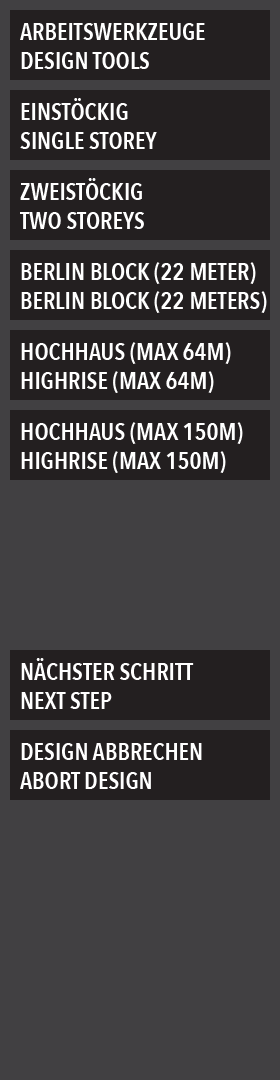 ARBEITSWERKZEUGE
DESIGN TOOLS
EINSTÖCKIG
SINGLE STOREY
ZWEISTÖCKIG
TWO STOREYS
BERLIN BLOCK (22 METER)
BERLIN BLOCK (22 METERS)
HOCHHAUS (MAX 64M)
HIGHRISE (MAX 64M)
HOCHHAUS (MAX 150M)
HIGHRISE (MAX 150M)
NÄCHSTER SCHRITT
NEXT STEP
DESIGN ABBRECHEN
ABORT DESIGN